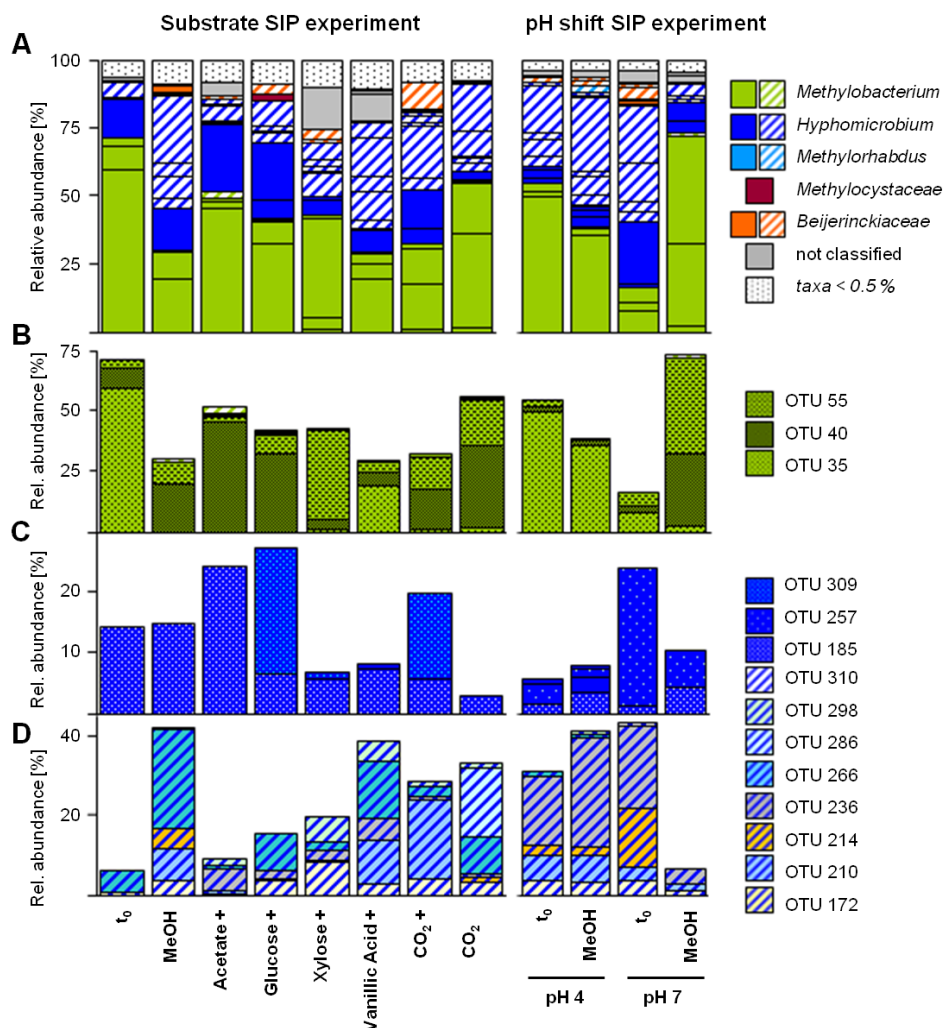 Substrate SIP experiment
pH shift SIP experiment
A
Relative abundance [%]
100
75
50
25
Methylobacterium
Hyphomicrobium
Methylorhabdus
Methylocystaceae
Beijerinckiaceae
not classified
taxa < 0.5 %
B
Rel. abundance [%]
75
50
25
OTU 55
OTU 40
OTU 35
C
Rel. abundance [%]
20
10
OTU 309
OTU 257
OTU 185
OTU 310
OTU 298
OTU 286
OTU 266
OTU 236
OTU 214
OTU 210
OTU 172
D
Rel. abundance [%]
40
20
t₀
MeOH
Acetate +
Glucose +
Xylose +
Vanillic Acid +
CO₂ +
CO₂
t₀
MeOH
t₀
MeOH
pH 4
pH 7